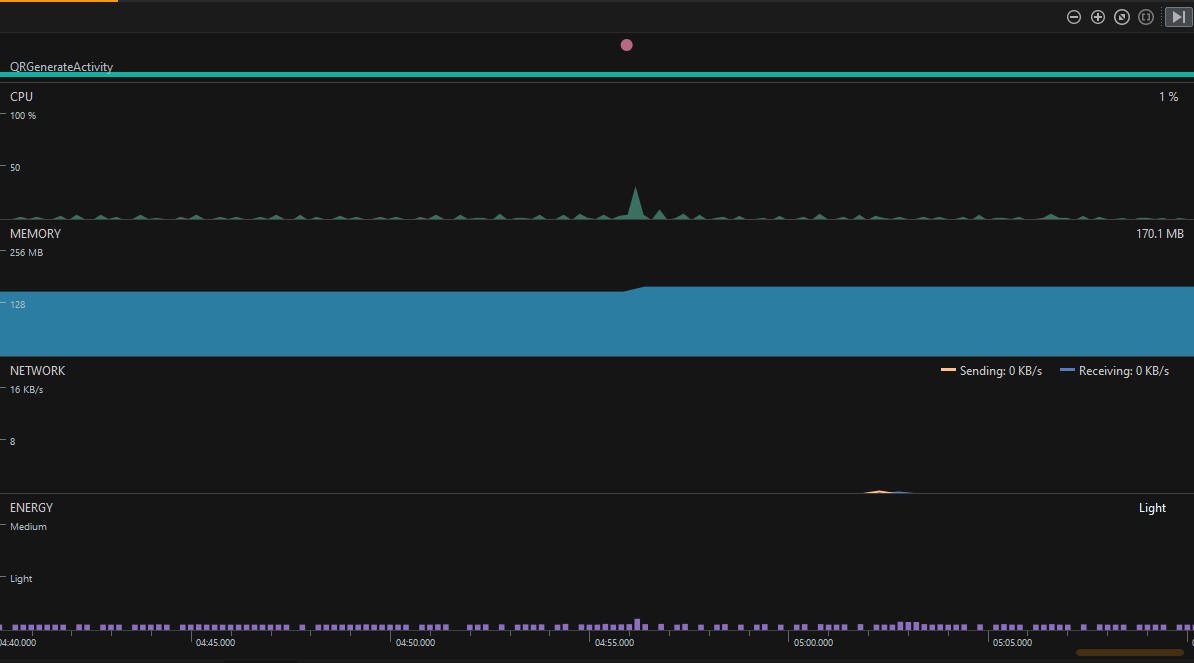 QRGenerateActivity
CPU
1 %
100 %
50
MEMORY
170.1 MB
256 MB
128
NETWORK
Sending: 0 KB/s
Receiving: 0 KB/s
16 KB/s
8
ENERGY
Light
Medium
Light
04:40.000
04:45.000
04:50.000
04:55.000
05:00.000
05:05.000